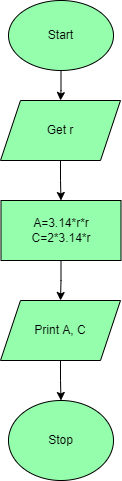 Start
Get r
A=3.14*r*r
C=2*3.14*r
Print A, C
Stop